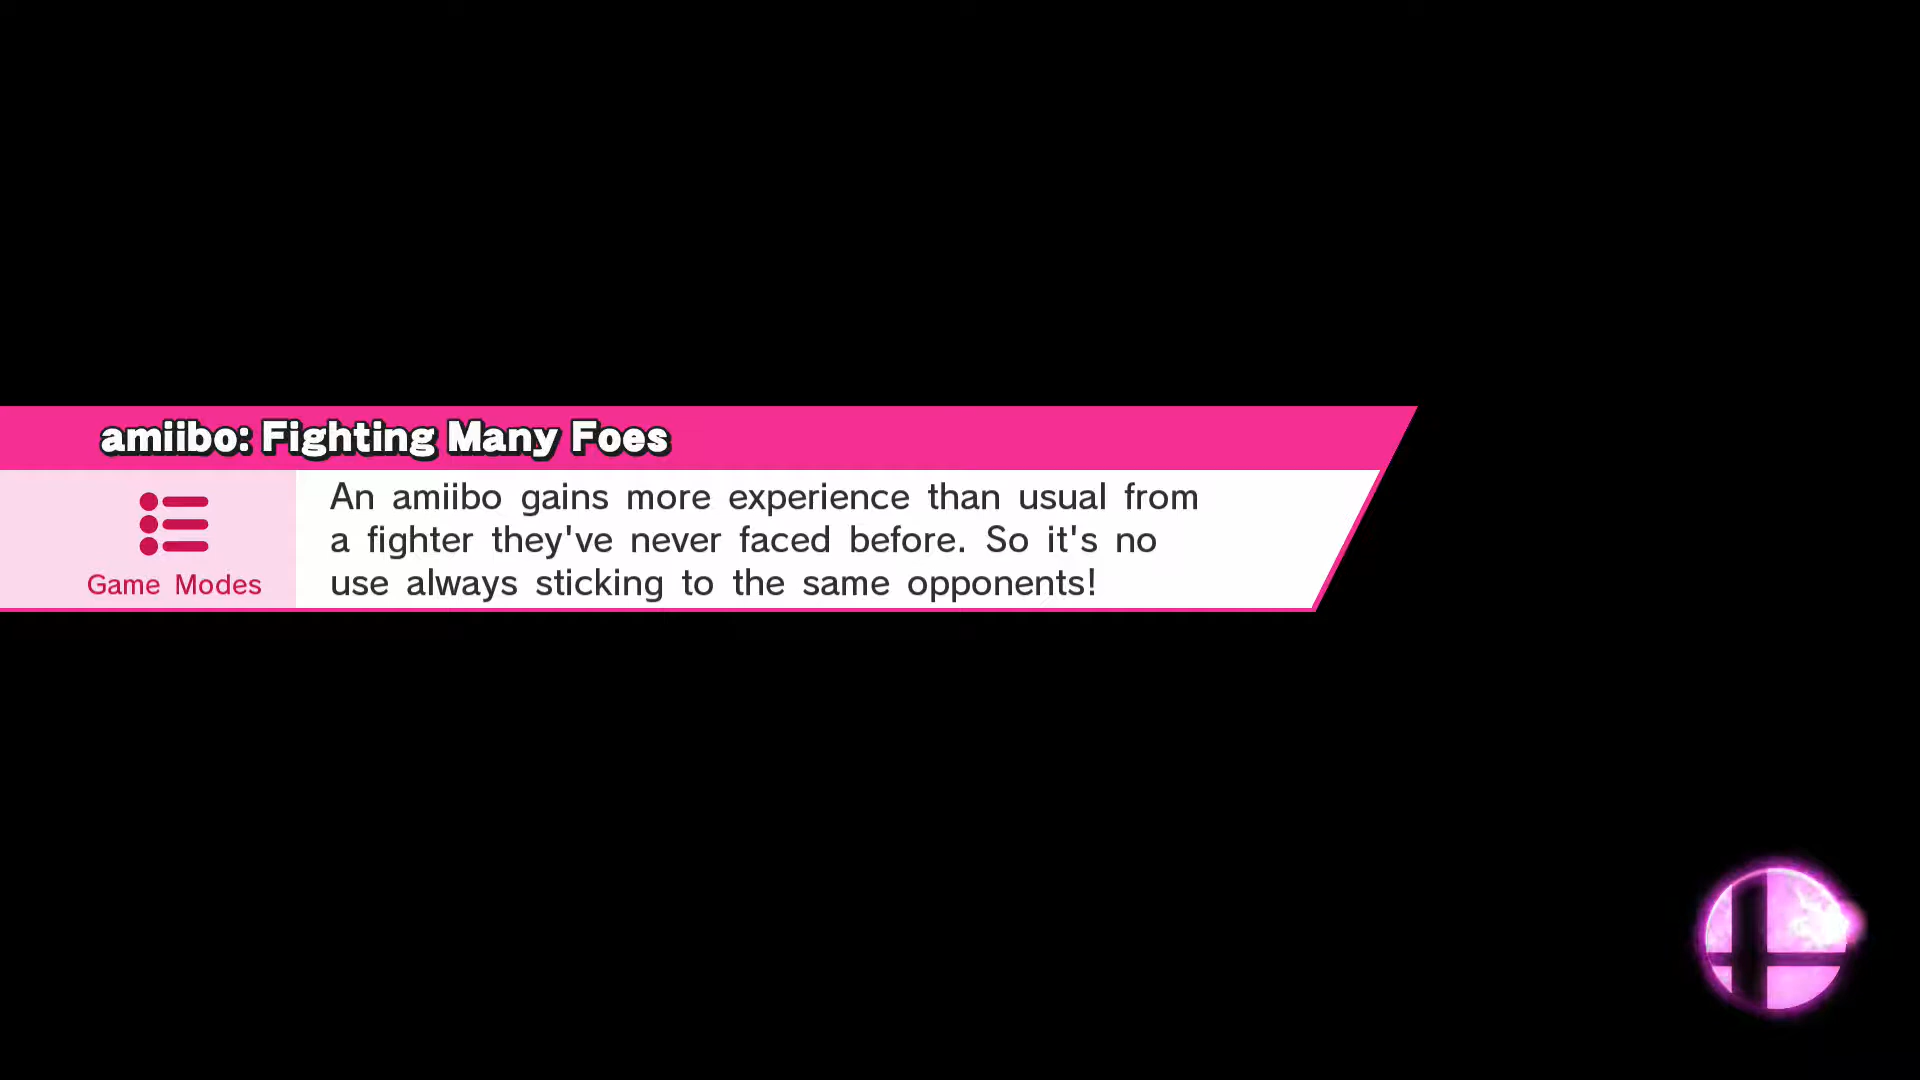 amiibo: Fighting Many Foes
Game Modes
An amiibo gains more experience than usual from
a fighter they've never faced before. So it's no
use always sticking to the same opponents!